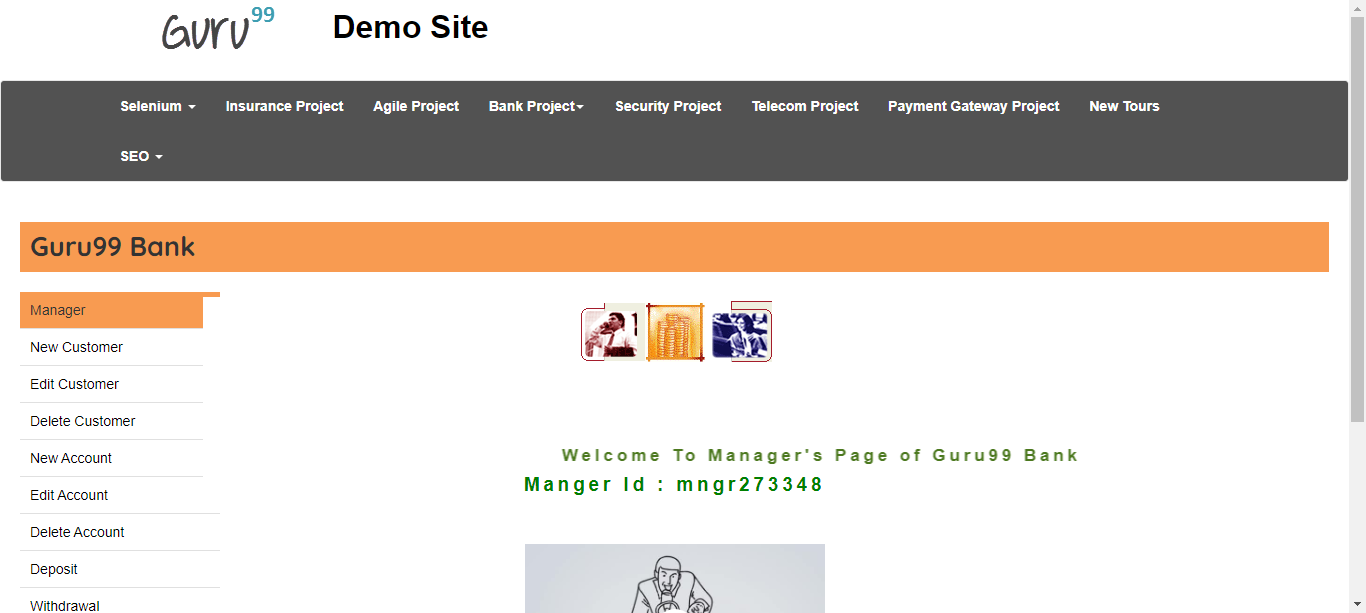 Guru99
Demo Site
Selenium
Insurance Project
Agile Project
Bank Project
Security Project
Telecom Project
Payment Gateway Project
New Tours
SEO
Guru99 Bank
Manager
New Customer
Edit Customer
Delete Customer
New Account
Edit Account
Delete Account
Deposit
Withdrawal
Welcome To Manager's Page of Guru99 Bank
Manger Id : mngr273348